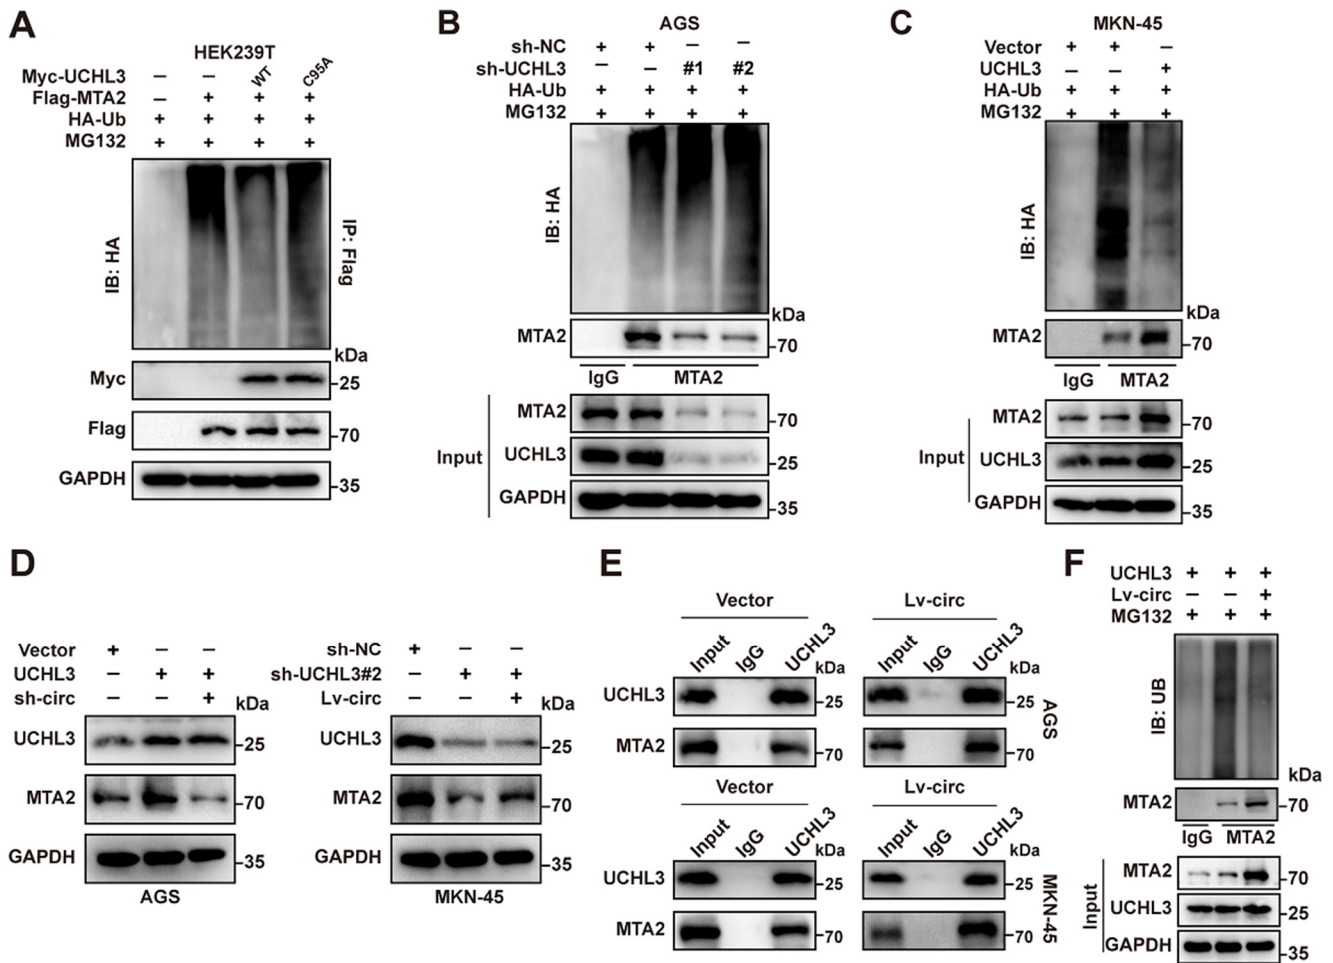 A
HEK239T
Myc-UCHL3 – – WT C95A
Flag-MTA2 – + + +
HA-Ub + + + +
MG132 + + + +
IB: HA
IP: Flag
kDa
Myc
-25
Flag
-70
GAPDH
-35
B
AGS
sh-NC + + – –
sh-UCHL3 – – #1 #2
HA-Ub + + + +
MG132 + + + +
IB: HA
kDa
MTA2
-70
IgG MTA2
Input
MTA2
-70
UCHL3
-25
GAPDH
-35
C
MKN-45
Vector + + –
UCHL3 – – +
HA-Ub + + +
MG132 + + +
IB: HA
kDa
MTA2
-70
IgG MTA2
Input
MTA2
-70
UCHL3
-25
GAPDH
-35
D
Vector + – –
UCHL3 – + +
sh-circ – – +
kDa
UCHL3
-25
MTA2
-70
GAPDH
-35
AGS
sh-NC + – –
sh-UCHL3#2 – + +
Lv-circ – – +
kDa
UCHL3
-25
MTA2
-70
GAPDH
-35
MKN-45
E
Vector
Input IgG UCHL3
kDa
UCHL3
-25
MTA2
-70
Lv-circ
Input IgG UCHL3
kDa
-25
-70
AGS
Vector
Input IgG UCHL3
kDa
UCHL3
-25
MTA2
-70
Lv-circ
Input IgG UCHL3
kDa
-25
-70
MKN-45
F
UCHL3 + + +
Lv-circ – – +
MG132 + + +
IB: UB
kDa
MTA2
-70
IgG MTA2
Input
MTA2
-70
UCHL3
-25
GAPDH
-35